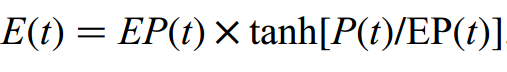 E(t) = EP(t) × tanh[P(t)/EP(t)].